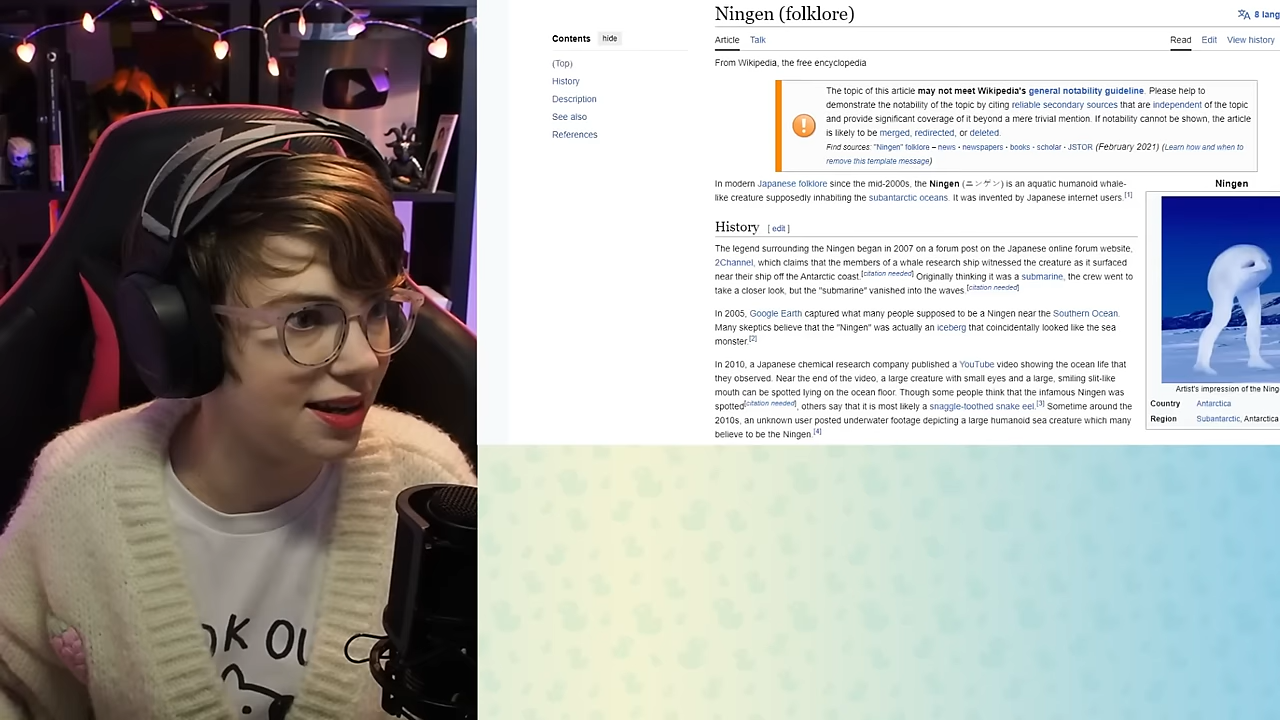 Ningen (folklore)
8 lang
Contents hide
Article Talk
Read Edit View history
(Top)
History
Description
See also
References
From Wikipedia, the free encyclopedia
The topic of this article may not meet Wikipedia's general notability guideline. Please help to
demonstrate the notability of the topic by citing reliable secondary sources that are independent of the topic
and provide significant coverage of it beyond a mere trivial mention. If notability cannot be shown, the article
is likely to be merged, redirected, or deleted.
Find sources: "Ningen" folklore – news · newspapers · books · scholar · JSTOR (February 2021) (Learn how and when to
remove this template message)
In modern Japanese folklore since the mid-2000s, the Ningen (ニンゲン) is an aquatic humanoid whale-
like creature supposedly inhabiting the subantarctic oceans. It was invented by Japanese internet users.[1]
History [ edit ]
The legend surrounding the Ningen began in 2007 on a forum post on the Japanese online forum website,
2Channel, which claims that the members of a whale research ship witnessed the creature as it surfaced
near their ship off the Antarctic coast.[citation needed] Originally thinking it was a submarine, the crew went to
take a closer look, but the "submarine" vanished into the waves.[citation needed]
In 2005, Google Earth captured what many people supposed to be a Ningen near the Southern Ocean.
Many skeptics believe that the "Ningen" was actually an iceberg that coincidentally looked like the sea
monster.[2]
In 2010, a Japanese chemical research company published a YouTube video showing the ocean life that
they observed. Near the end of the video, a large creature with small eyes and a large, smiling slit-like
mouth can be spotted lying on the ocean floor. Though some people think that the infamous Ningen was
spotted[citation needed], others say that it is most likely a snaggle-toothed snake eel.[3] Sometime around the
2010s, an unknown user posted underwater footage depicting a large humanoid sea creature which many
believe to be the Ningen.[4]
Ningen
Artist's impression of the Ning
Country Antarctica
Region Subantarctic, Antarctica
OK OU